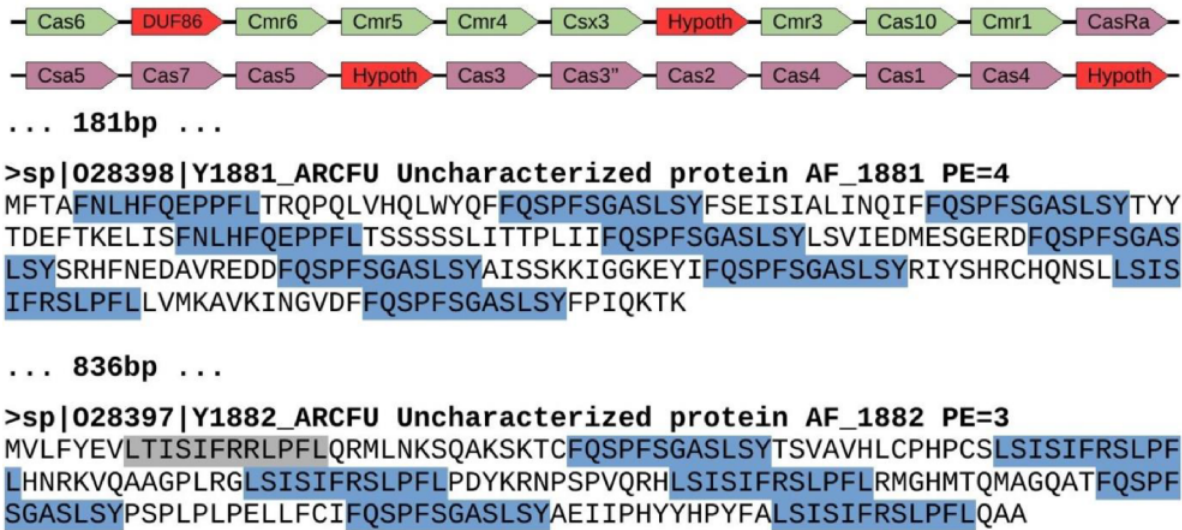 Cas6 DUF86 Cmr6 Cmr5 Cmr4 Csx3 Hypoth Cmr3 Cas10 Cmr1 CasRa
Csa5 Cas7 Cas5 Hypoth Cas3 Cas3" Cas2 Cas4 Cas1 Cas4 Hypoth
... 181bp ...
>sp|O28398|Y1881_ARCFU Uncharacterized protein AF_1881 PE=4
MFTAFNLHFQEPPFLTRQPQLVHQLWYQFFQSPFSGASLSYFSEISIALINQIFFQSPFSGASLSYTYY
TDEFTKELISFNLHFQEPPFLTSSSSSLITTPLIIFQSPFSGASLSYLSVIEDMESGERDFQSPFSGAS
LSYSRHFNEDAVREDDFQSPFSGASLSYAISSKKIGGKEYIFQSPFSGASLSYRIYSHRCHQNSLLSIS
IFRSLPFLLVMKAVKINGVDFFQSPFSGASLSYFPIQKTK
... 836bp ...
>sp|O28397|Y1882_ARCFU Uncharacterized protein AF_1882 PE=3
MVLFYEVLTISIFRRLPFLQRMLNKSQAKSKTCFQSPFSGASLSYTSVAVHLCPHPCSLSISIFRSLPF
LHNRKVQAAGPLRGLSISIFRSLPFLPDYKRNPSPVQRHLSISIFRSLPFLRMGHMTQMAGQATFQSPF
SGASLSYPSPLPLPELLFCIFQSPFSGASLSYAEIIPHYYHPYFALSISIFRSLPFLQAA